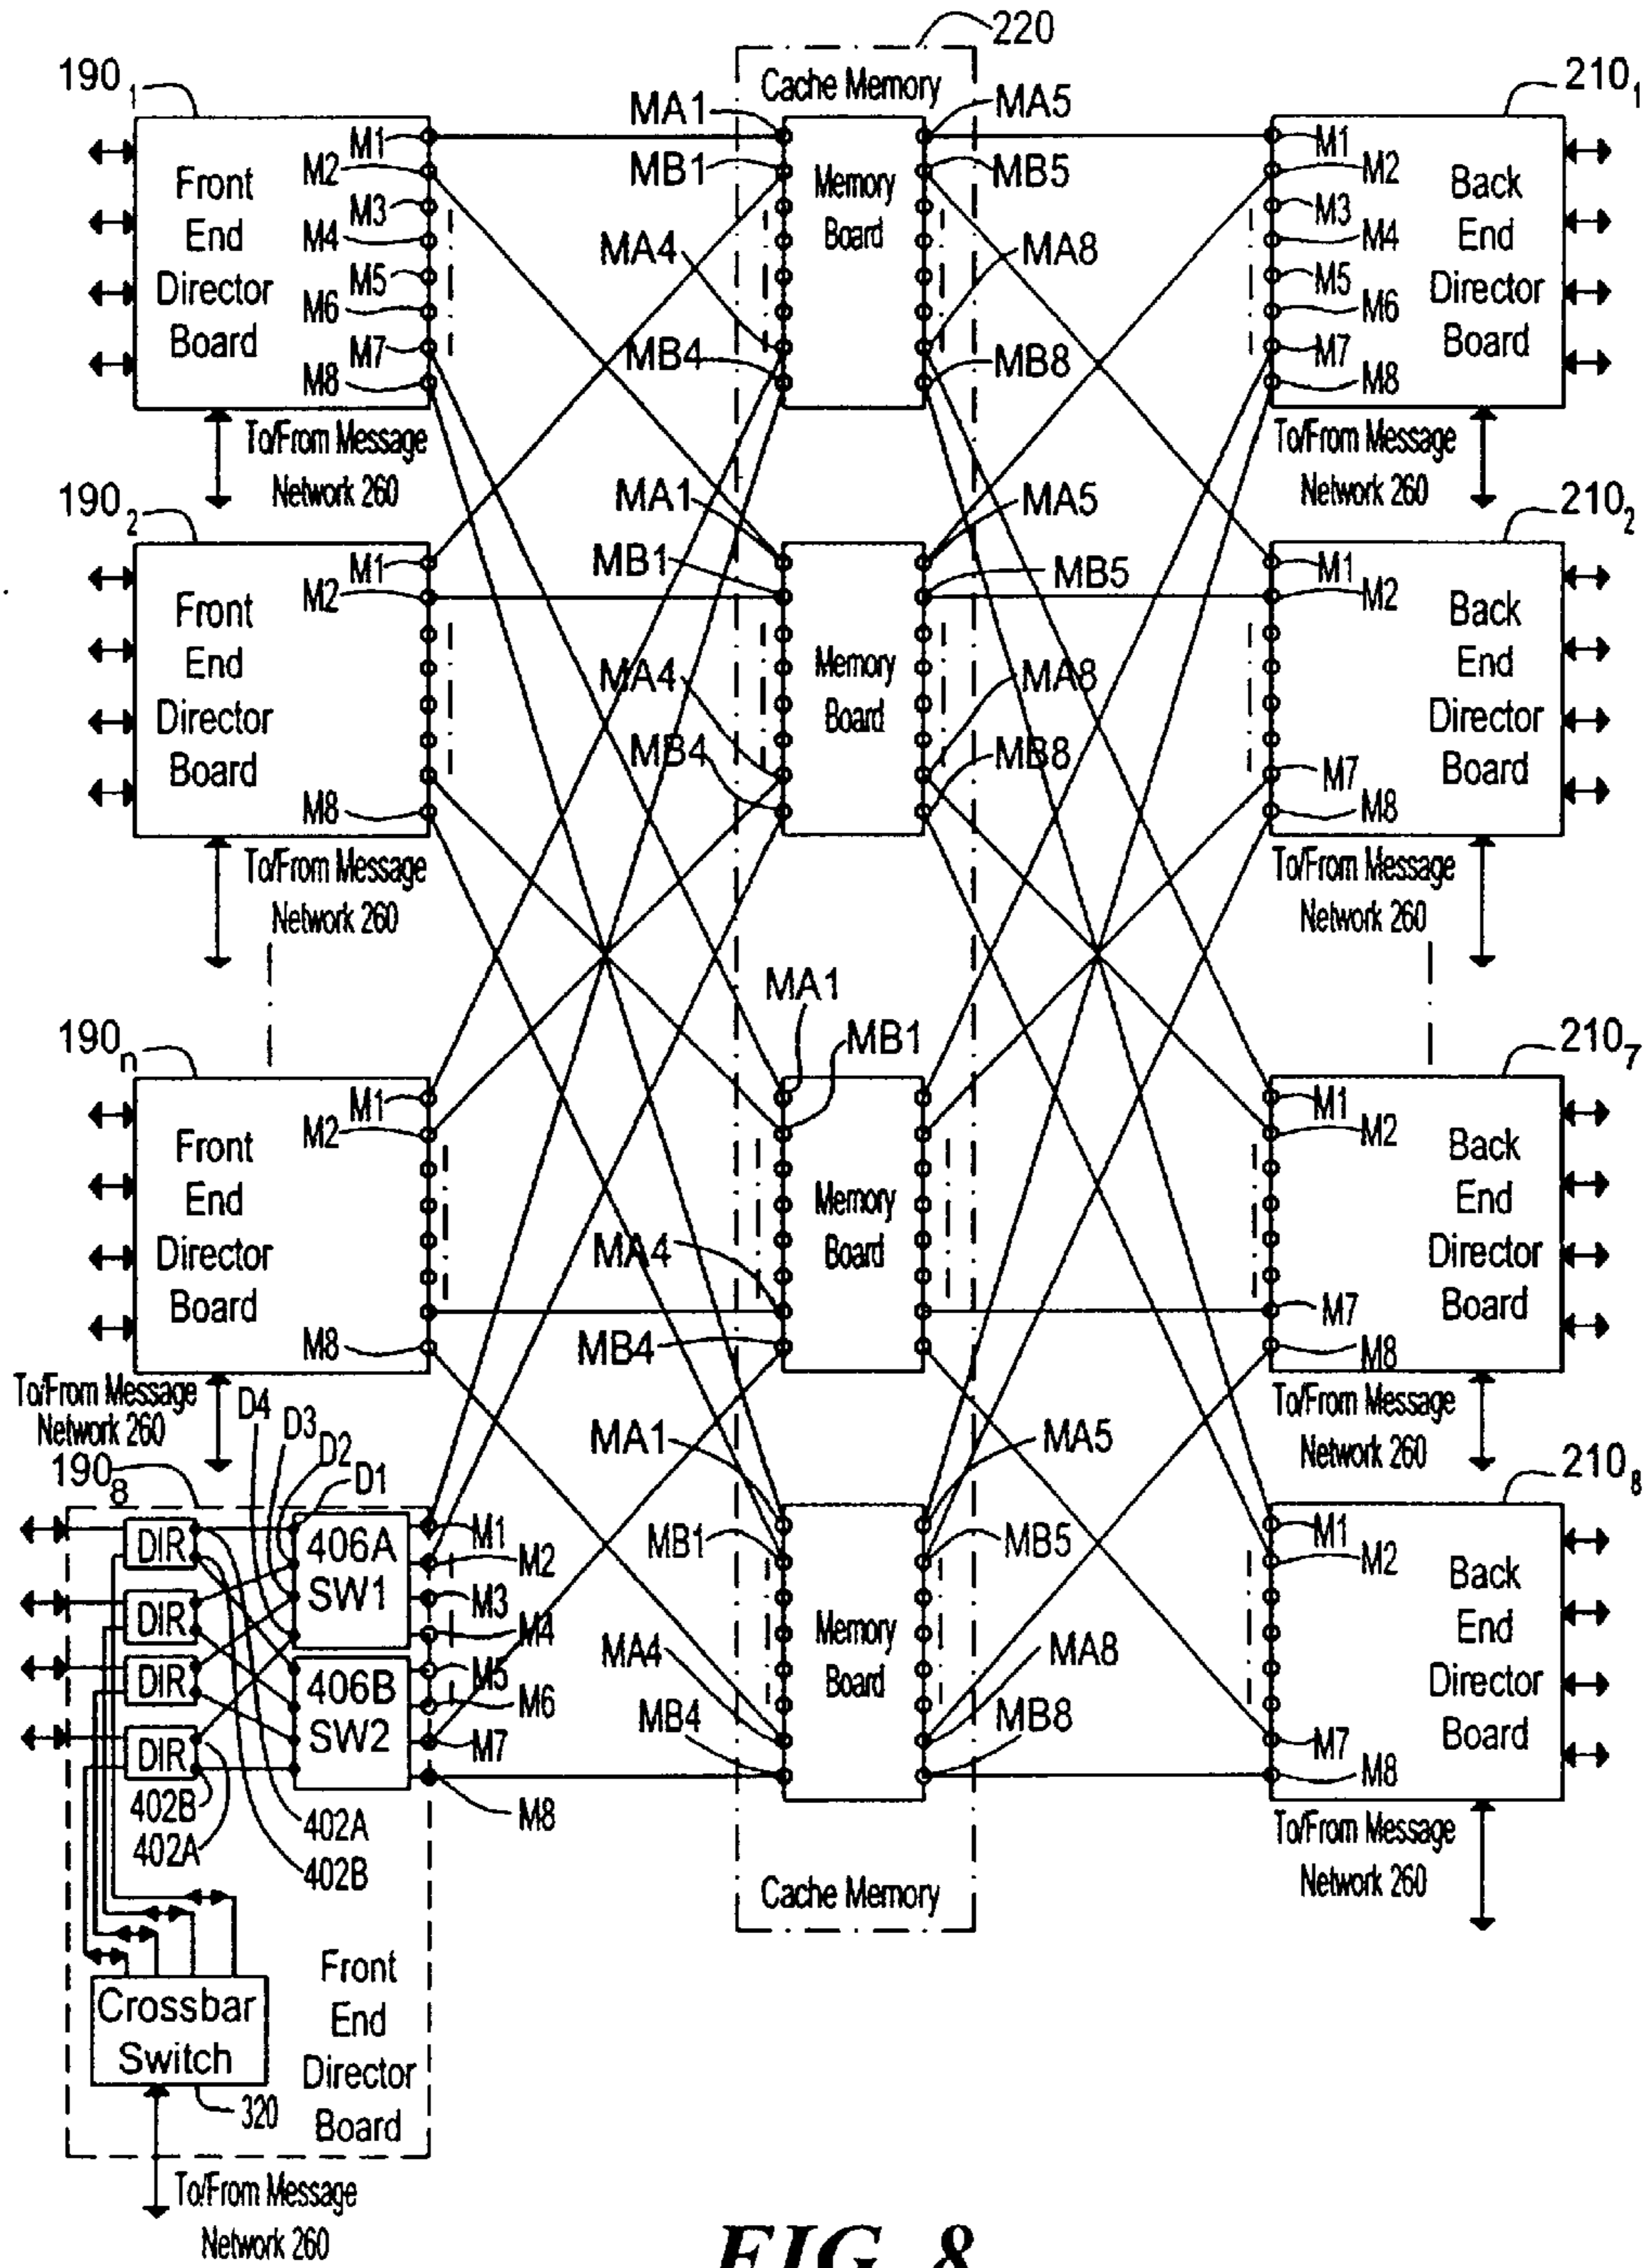 220
190
1
Cache Memory
210
1
MA1
MA5
M1
M1
Front
End
Director
Board
M2
MB1
Memory
Board
MB5
M2
Back
End
Director
Board
M3
M3
M4
MA4
MA8
M4
M5
M5
M6
M6
M7
MB4
MB8
M7
M8
M8
To/From Message
Network 260
To/From Message
Network 260
190
2
MA1
MA5
210
2
M1
MB1
MB5
M1
M2
M2
Front
End
Director
Board
Memory
Board
Back
End
Director
Board
MA4
MA8
MB4
MB8
M7
M8
M8
To/From Message
Network 260
To/From Message
Network 260
MA1
190
n
MB1
210
7
M1
M1
M2
M2
Front
End
Director
Board
Memory
Board
Back
End
Director
Board
MA4
M7
M8
MB4
M8
To/From Message
Network 260
To/From Message
Network 260
D4
D3
D2
D1
MA1
MA5
190
8
210
8
DIR
406A
SW1
M1
M2
MB1
MB5
M1
M2
DIR
M3
M4
Memory
Board
Back
End
Director
Board
DIR
406B
SW2
M5
M6
MA4
MA8
DIR
M7
MB4
MB8
M7
M8
402B
402A
402A
402B
M8
To/From Message
Network 260
Cache Memory
Crossbar
Switch
320
Front
End
Director
Board
To/From Message
Network 260
FIG. 8